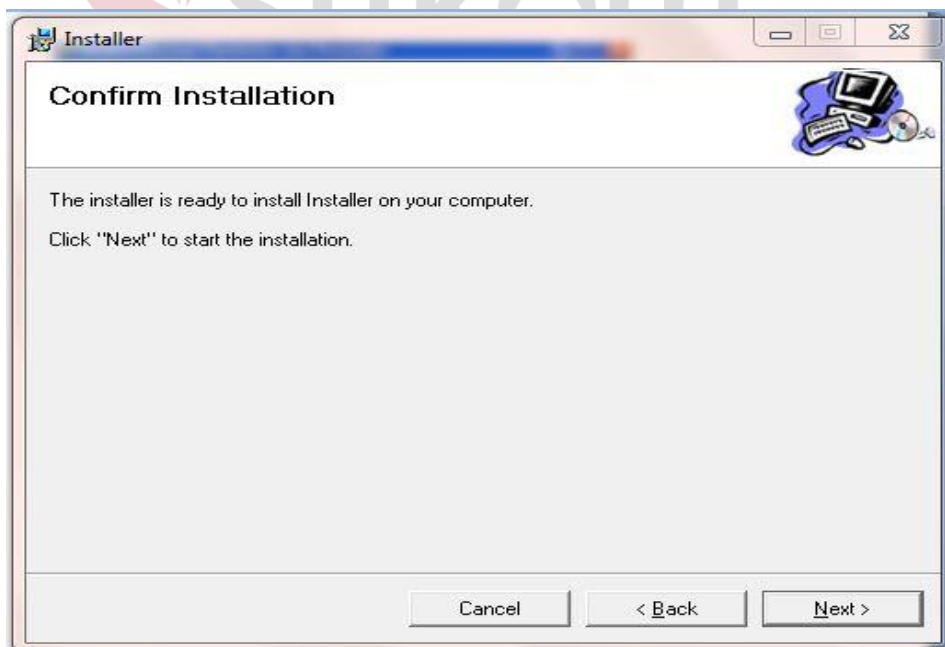 Installer
Confirm Installation
The installer is ready to install Installer on your computer.
Click "Next" to start the installation.
Cancel
< Back
Next >